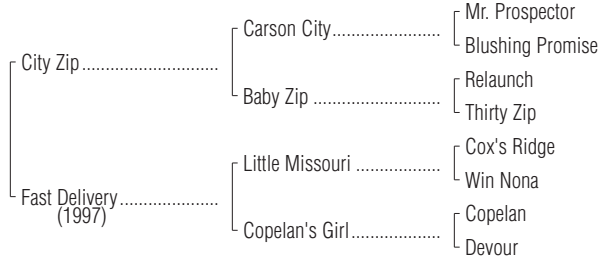 Mr. Prospector
Carson City
Blushing Promise
City Zip
Relaunch
Baby Zip
Thirty Zip
Cox's Ridge
Little Missouri
Win Nona
Fast Delivery
(1997)
Copelan
Copelan's Girl
Devour